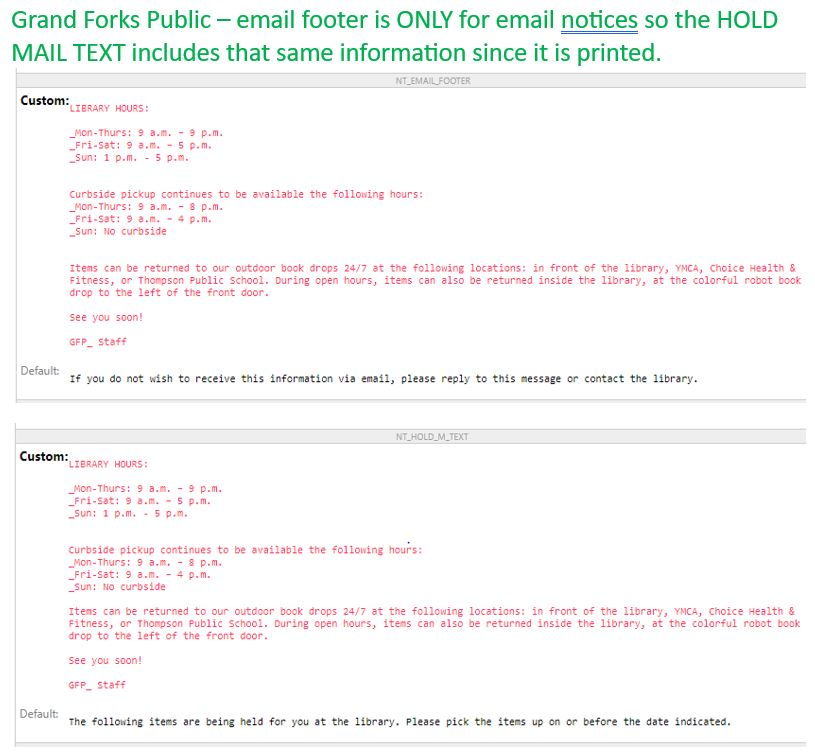 Grand Forks Public – email footer is ONLY for email notices so the HOLD
MAIL TEXT includes that same information since it is printed.
NT_EMAIL_FOOTER
Custom:
LIBRARY HOURS:
_Mon-Thurs: 9 a.m. – 9 p.m.
_Fri-Sat: 9 a.m. – 5 p.m.
_Sun: 1 p.m. - 5 p.m.
Curbside pickup continues to be available the following hours:
_Mon-Thurs: 9 a.m. – 8 p.m.
_Fri-Sat: 9 a.m. – 4 p.m.
_Sun: No curbside
Items can be returned to our outdoor book drops 24/7 at the following locations: in front of the library, YMCA, Choice Health &
Fitness, or Thompson Public School. During open hours, items can also be returned inside the library, at the colorful robot book
drop to the left of the front door.
See you soon!
GFP_ Staff
Default:
If you do not wish to receive this information via email, please reply to this message or contact the library.
NT_HOLD_M_TEXT
Custom:
LIBRARY HOURS:
_Mon-Thurs: 9 a.m. – 9 p.m.
_Fri-Sat: 9 a.m. – 5 p.m.
_Sun: 1 p.m. - 5 p.m.
Curbside pickup continues to be available the following hours:
_Mon-Thurs: 9 a.m. – 8 p.m.
_Fri-Sat: 9 a.m. – 4 p.m.
_Sun: No curbside
Items can be returned to our outdoor book drops 24/7 at the following locations: in front of the library, YMCA, Choice Health &
Fitness, or Thompson Public School. During open hours, items can also be returned inside the library, at the colorful robot book
drop to the left of the front door.
See you soon!
GFP_ Staff
Default:
The following items are being held for you at the library. Please pick the items up on or before the date indicated.